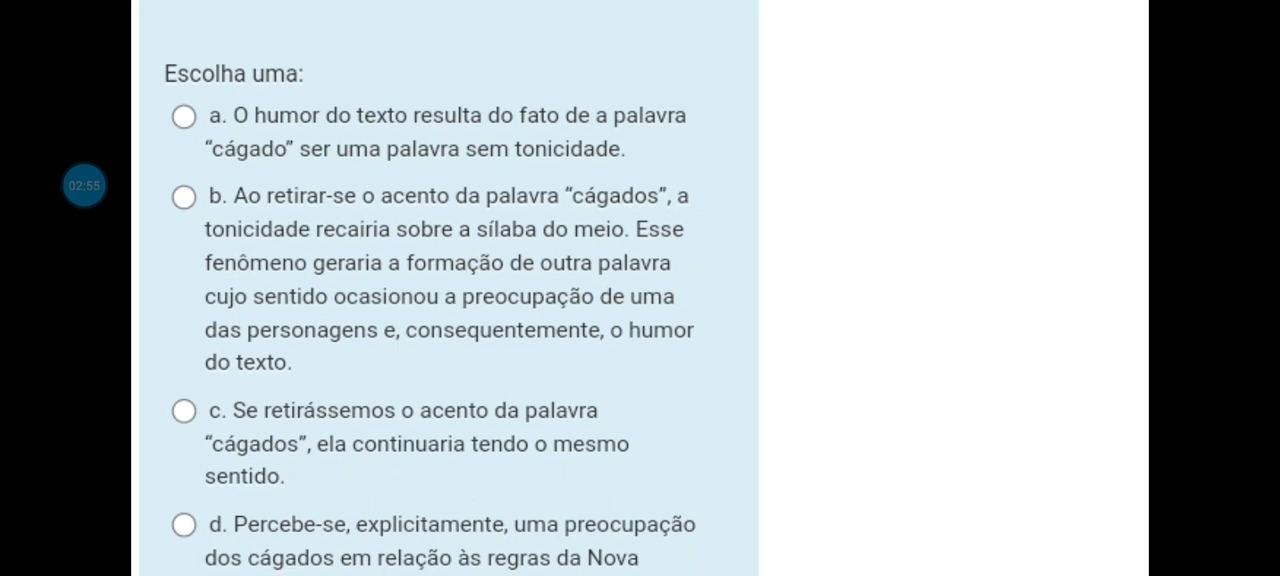 Escolha uma:
a. O humor do texto resulta do fato de a palavra
“cágado” ser uma palavra sem tonicidade.
02:55
b. Ao retirar-se o acento da palavra “cágados”, a
tonicidade recairia sobre a sílaba do meio. Esse
fenômeno geraria a formação de outra palavra
cujo sentido ocasionou a preocupação de uma
das personagens e, consequentemente, o humor
do texto.
c. Se retirássemos o acento da palavra
“cágados”, ela continuaria tendo o mesmo
sentido.
d. Percebe-se, explicitamente, uma preocupação
dos cágados em relação às regras da Nova